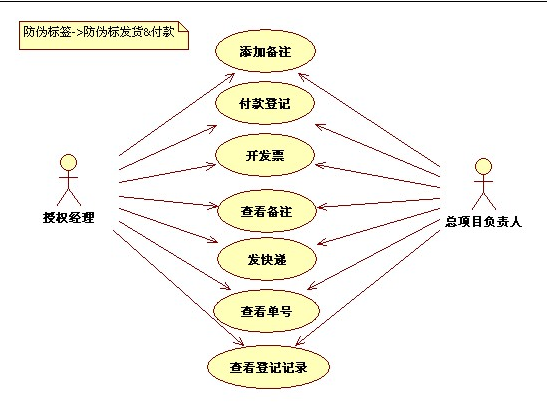 防伪标签->防伪标发货&付款
添加备注
付款登记
开发票
查看备注
发快递
查看单号
查看登记记录
授权经理
总项目负责人